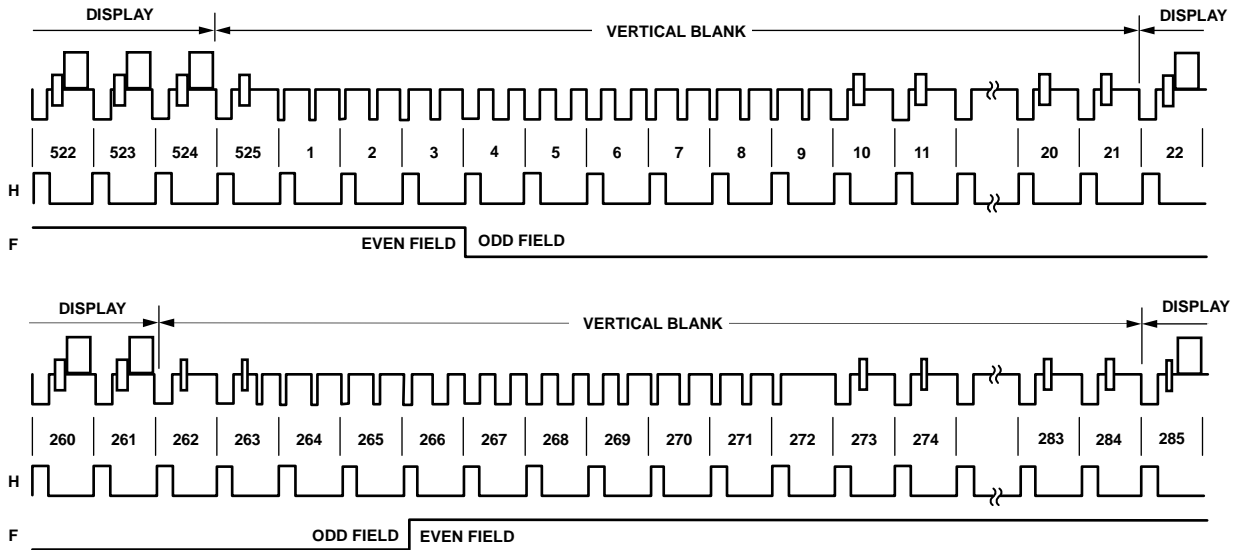 DISPLAY VERTICAL BLANK DISPLAY
522 523 524 525 1 2 3 4 5 6 7 8 9 10 11 20 21 22
H
F EVEN FIELD ODD FIELD
DISPLAY VERTICAL BLANK DISPLAY
260 261 262 263 264 265 266 267 268 269 270 271 272 273 274 283 284 285
H
F ODD FIELD EVEN FIELD